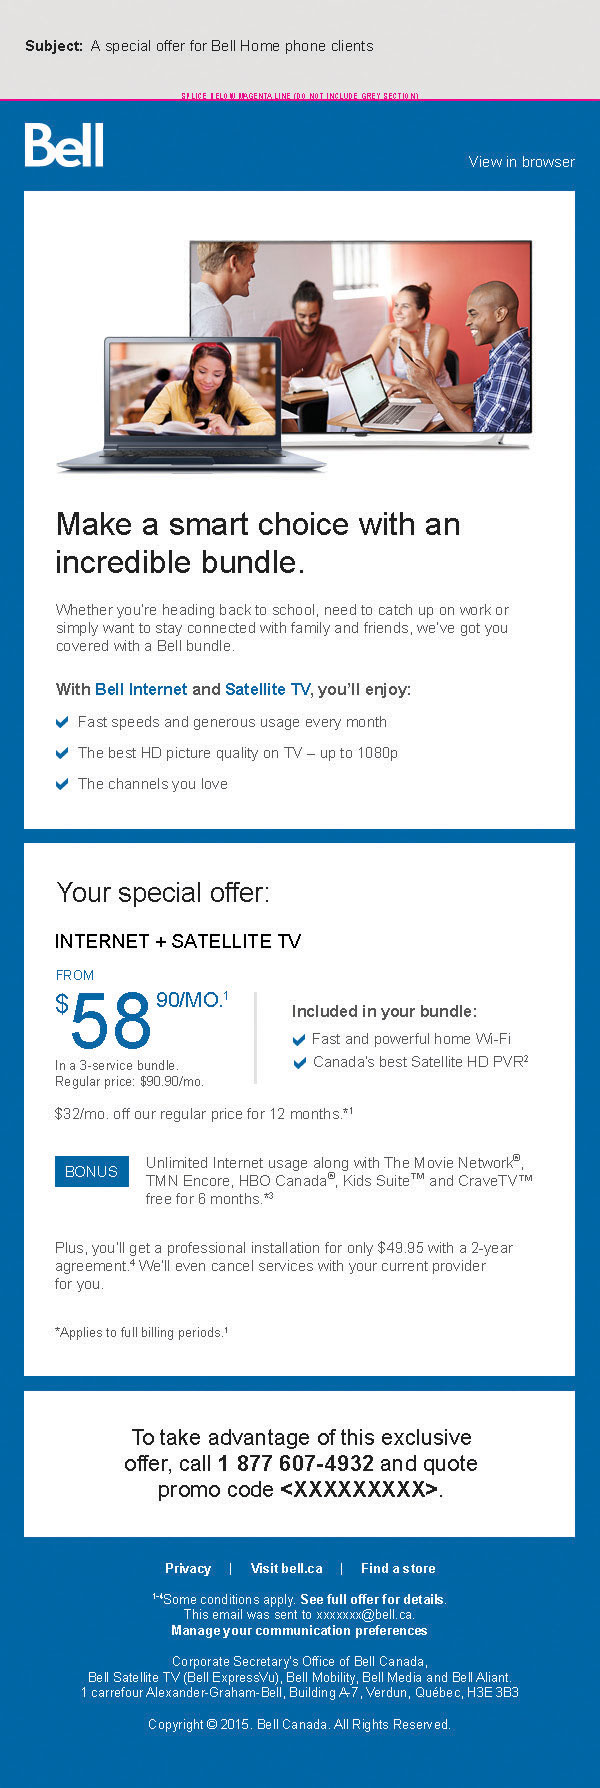 Subject: A special offer for Bell Home phone clients
SPLICE BELOW MAGENTA LINE (DO NOT INCLUDE GREY SECTION)
Bell
View in browser
Make a smart choice with an
incredible bundle.
Whether you're heading back to school, need to catch up on work or
simply want to stay connected with family and friends, we've got you
covered with a Bell bundle.
With Bell Internet and Satellite TV, you'll enjoy:
Fast speeds and generous usage every month
The best HD picture quality on TV – up to 1080p
The channels you love
Your special offer:
INTERNET + SATELLITE TV
FROM
$58 90/MO.¹
In a 3-service bundle.
Regular price: $90.90/mo.
Included in your bundle:
Fast and powerful home Wi-Fi
Canada's best Satellite HD PVR²
$32/mo. off our regular price for 12 months.*¹
BONUS
Unlimited Internet usage along with The Movie Network®,
TMN Encore, HBO Canada®, Kids Suite™ and CraveTV™
free for 6 months.*³
Plus, you'll get a professional installation for only $49.95 with a 2-year
agreement.⁴ We'll even cancel services with your current provider
for you.
*Applies to full billing periods.¹
To take advantage of this exclusive
offer, call 1 877 607-4932 and quote
promo code <XXXXXXXXX>.
Privacy | Visit bell.ca | Find a store
¹⁻⁴Some conditions apply. See full offer for details.
This email was sent to xxxxxxx@bell.ca.
Manage your communication preferences
Corporate Secretary's Office of Bell Canada,
Bell Satellite TV (Bell ExpressVu), Bell Mobility, Bell Media and Bell Aliant.
1 carrefour Alexander-Graham-Bell, Building A-7, Verdun, Québec, H3E 3B3
Copyright © 2015. Bell Canada. All Rights Reserved.